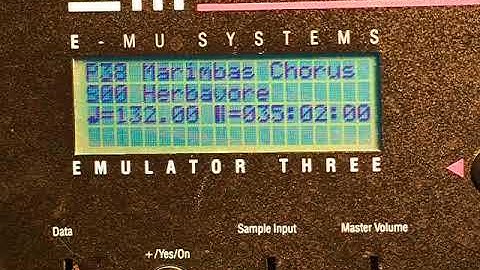 E-MU SYSTEMS
P38 Marimbas Chorus
S00 Herbavore
♩=132.00 =035:02:00
EMULATOR THREE
Data
Sample Input
Master Volume
+/Yes/On